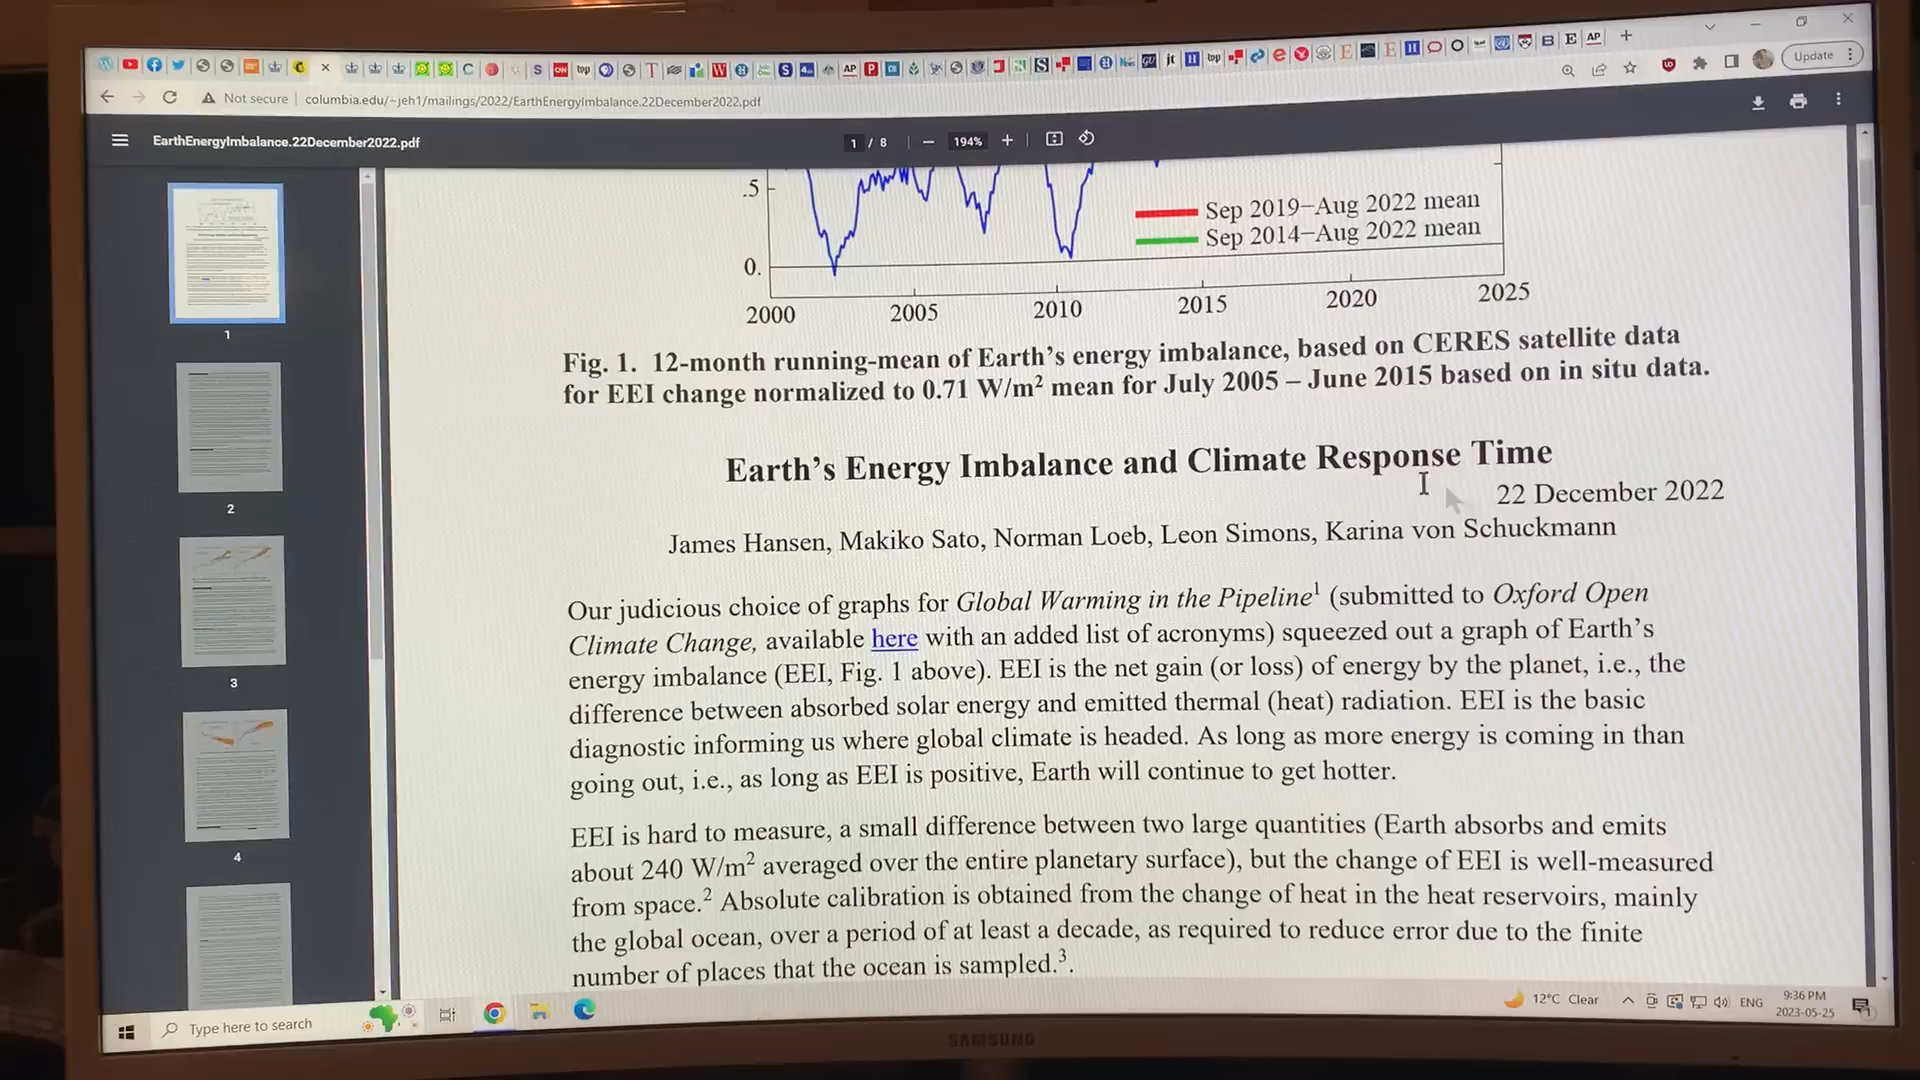 Update
Not secure
columbia.edu/~jeh1/mailings/2022/EarthEnergyImbalance.22December2022.pdf
EarthEnergyImbalance.22December2022.pdf
1 / 8
194%
.5
0.
Sep 2019–Aug 2022 mean
Sep 2014–Aug 2022 mean
2000 2005 2010 2015 2020 2025
Fig. 1. 12-month running-mean of Earth's energy imbalance, based on CERES satellite data
for EEI change normalized to 0.71 W/m² mean for July 2005 – June 2015 based on in situ data.
Earth's Energy Imbalance and Climate Response Time
22 December 2022
James Hansen, Makiko Sato, Norman Loeb, Leon Simons, Karina von Schuckmann
Our judicious choice of graphs for Global Warming in the Pipeline¹ (submitted to Oxford Open
Climate Change, available here with an added list of acronyms) squeezed out a graph of Earth's
energy imbalance (EEI, Fig. 1 above). EEI is the net gain (or loss) of energy by the planet, i.e., the
difference between absorbed solar energy and emitted thermal (heat) radiation. EEI is the basic
diagnostic informing us where global climate is headed. As long as more energy is coming in than
going out, i.e., as long as EEI is positive, Earth will continue to get hotter.
EEI is hard to measure, a small difference between two large quantities (Earth absorbs and emits
about 240 W/m² averaged over the entire planetary surface), but the change of EEI is well-measured
from space.² Absolute calibration is obtained from the change of heat in the heat reservoirs, mainly
the global ocean, over a period of at least a decade, as required to reduce error due to the finite
number of places that the ocean is sampled.³.
1
2
3
4
Type here to search
12°C Clear
ENG
9:36 PM
2023-05-25
SAMSUNG